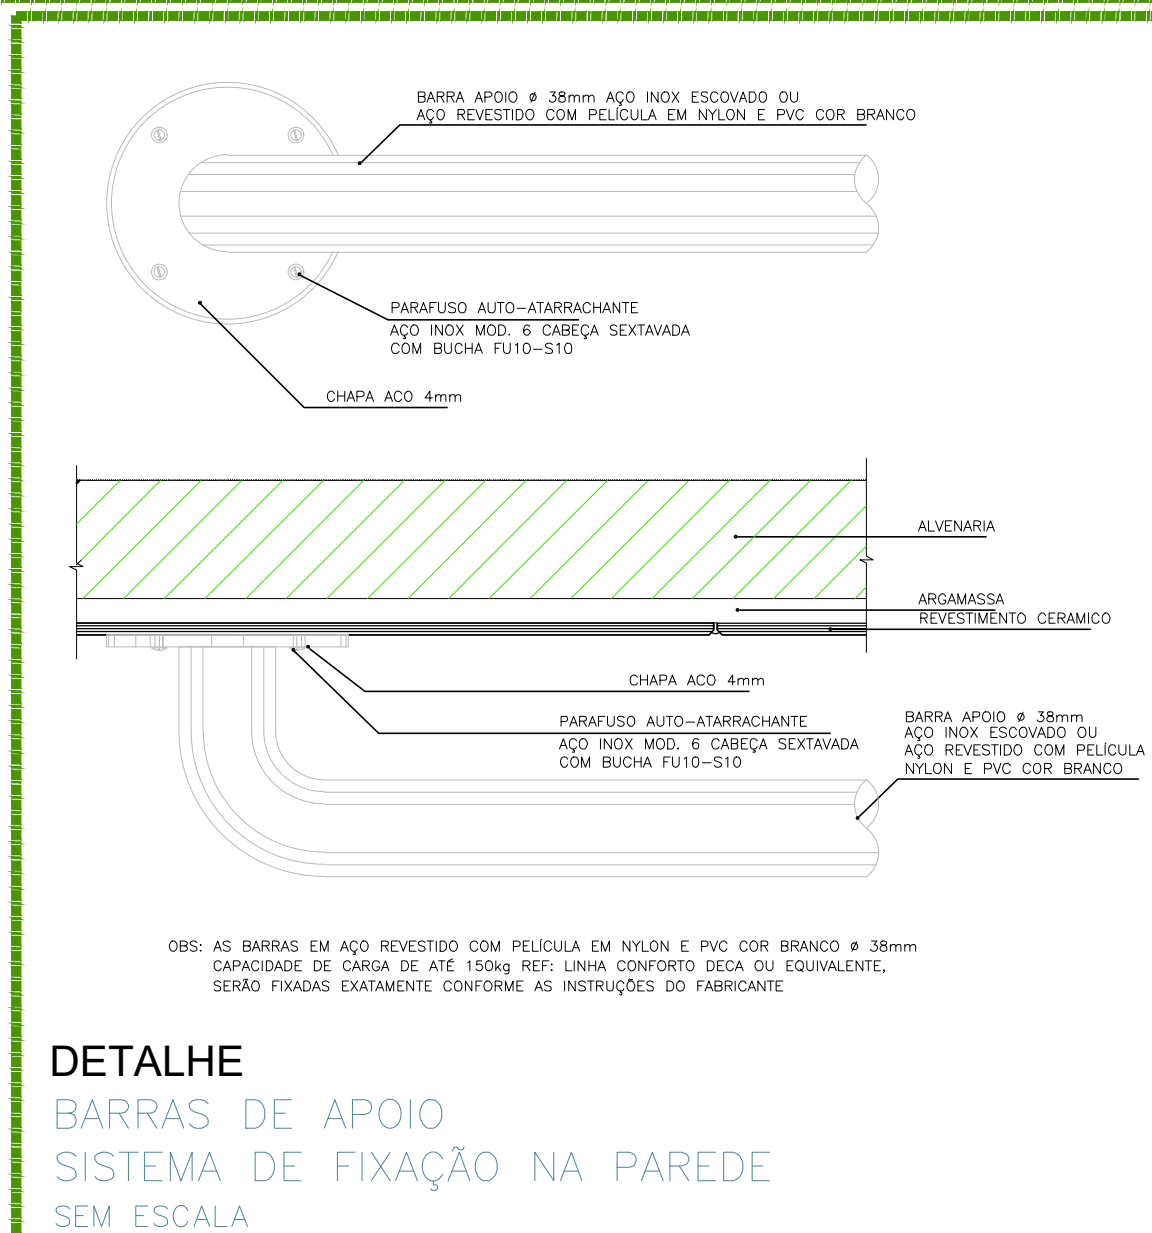 BARRA APOIO ø 38mm AÇO INOX ESCOVADO OU
AÇO REVESTIDO COM PELÍCULA EM NYLON E PVC COR BRANCO
PARAFUSO AUTO-ATARRACHANTE
AÇO INOX MOD. 6 CABEÇA SEXTAVADA
COM BUCHA FU10-S10
CHAPA ACO 4mm
ALVENARIA
ARGAMASSA
REVESTIMENTO CERAMICO
CHAPA ACO 4mm
PARAFUSO AUTO-ATARRACHANTE
AÇO INOX MOD. 6 CABEÇA SEXTAVADA
COM BUCHA FU10-S10
BARRA APOIO ø 38mm
AÇO INOX ESCOVADO OU
AÇO REVESTIDO COM PELÍCULA
NYLON E PVC COR BRANCO
OBS: AS BARRAS EM AÇO REVESTIDO COM PELÍCULA EM NYLON E PVC COR BRANCO ø 38mm
CAPACIDADE DE CARGA DE ATÉ 150kg REF: LINHA CONFORTO DECA OU EQUIVALENTE,
SERÃO FIXADAS EXATAMENTE CONFORME AS INSTRUÇÕES DO FABRICANTE
DETALHE
BARRAS DE APOIO
SISTEMA DE FIXAÇÃO NA PAREDE
SEM ESCALA